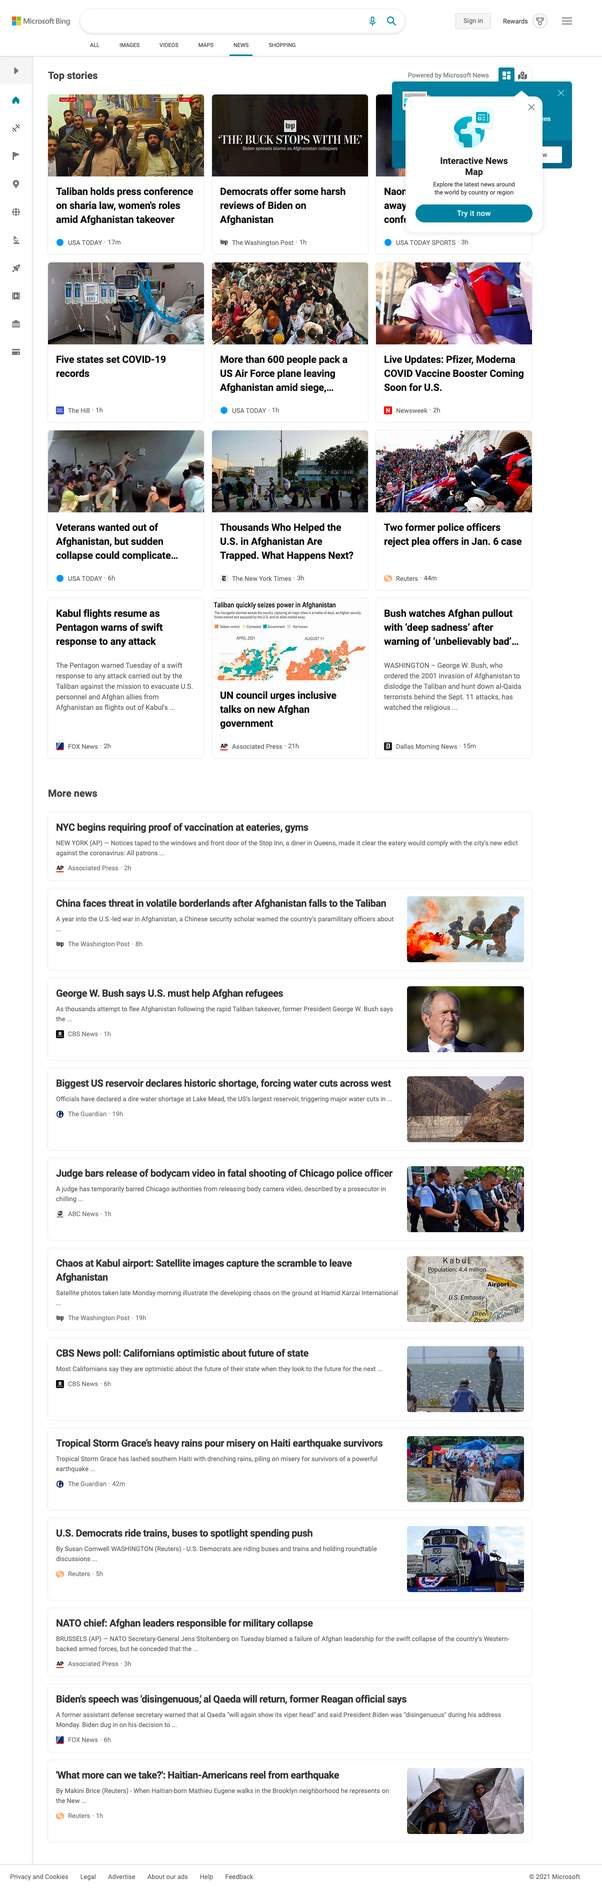 Microsoft Bing
Sign in
Rewards
ALL
IMAGES
VIDEOS
MAPS
NEWS
SHOPPING
Top stories
Powered by Microsoft News
Interactive News
Map
Explore the latest news around
the world by country or region
Try it now
Taliban holds press conference
on sharia law, women's roles
amid Afghanistan takeover
USA TODAY · 17m
'THE BUCK STOPS WITH ME'
Biden spreads blame as Afghanistan collapses
Democrats offer some harsh
reviews of Biden on
Afghanistan
The Washington Post · 1h
USA TODAY SPORTS · 3h
Five states set COVID-19
records
The Hill · 1h
More than 600 people pack a
US Air Force plane leaving
Afghanistan amid siege,...
USA TODAY · 1h
Live Updates: Pfizer, Moderna
COVID Vaccine Booster Coming
Soon for U.S.
Newsweek · 2h
Veterans wanted out of
Afghanistan, but sudden
collapse could complicate...
USA TODAY · 6h
Thousands Who Helped the
U.S. in Afghanistan Are
Trapped. What Happens Next?
The New York Times · 3h
Two former police officers
reject plea offers in Jan. 6 case
Reuters · 44m
Kabul flights resume as
Pentagon warns of swift
response to any attack
The Pentagon warned Tuesday of a swift
response to any attack carried out by the
Taliban against the mission to evacuate U.S.
personnel and Afghan allies from
Afghanistan as flights out of Kabul's ...
FOX News · 2h
Taliban quickly seizes power in Afghanistan
APRIL 2021
AUGUST 11
UN council urges inclusive
talks on new Afghan
government
Associated Press · 21h
Bush watches Afghan pullout
with ‘deep sadness’ after
warning of ‘unbelievably bad’...
WASHINGTON – George W. Bush, who
ordered the 2001 invasion of Afghanistan to
dislodge the Taliban and hunt down al-Qaida
terrorists behind the Sept. 11 attacks, has
watched the religious ...
Dallas Morning News · 15m
More news
NYC begins requiring proof of vaccination at eateries, gyms
NEW YORK (AP) — Notices taped to the windows and front door of the Stop Inn, a diner in Queens, made it clear the eatery would comply with the city's new edict
against the coronavirus: All patrons ...
Associated Press · 2h
China faces threat in volatile borderlands after Afghanistan falls to the Taliban
A year into the U.S.-led war in Afghanistan, a Chinese security scholar warned the country's paramilitary officers about
...
The Washington Post · 8h
George W. Bush says U.S. must help Afghan refugees
As thousands attempt to flee Afghanistan following the rapid Taliban takeover, former President George W. Bush says
the ...
CBS News · 1h
Biggest US reservoir declares historic shortage, forcing water cuts across west
Officials have declared a dire water shortage at Lake Mead, the US's largest reservoir, triggering major water cuts in ...
The Guardian · 19h
Judge bars release of bodycam video in fatal shooting of Chicago police officer
A judge has temporarily barred Chicago authorities from releasing body camera video, described by a prosecutor in
chilling ...
ABC News · 1h
Chaos at Kabul airport: Satellite images capture the scramble to leave
Afghanistan
Satellite photos taken late Monday morning illustrate the developing chaos on the ground at Hamid Karzai International
...
The Washington Post · 19h
Kabul
Population: 4.4 million
Airport
U.S. Embassy
Green
Zone
Kabul R.
CBS News poll: Californians optimistic about future of state
Most Californians say they are optimistic about the future of their state when they look to the future for the next ...
CBS News · 6h
Tropical Storm Grace's heavy rains pour misery on Haiti earthquake survivors
Tropical Storm Grace has lashed southern Haiti with drenching rains, piling on misery for survivors of a powerful
earthquake ...
The Guardian · 42m
U.S. Democrats ride trains, buses to spotlight spending push
By Susan Cornwell WASHINGTON (Reuters) - U.S. Democrats are riding buses and trains and holding roundtable
discussions ...
Reuters · 5h
NATO chief: Afghan leaders responsible for military collapse
BRUSSELS (AP) — NATO Secretary-General Jens Stoltenberg on Tuesday blamed a failure of Afghan leadership for the swift collapse of the country's Western-
backed armed forces, but he conceded that the ...
Associated Press · 3h
Biden's speech was 'disingenuous,' al Qaeda will return, former Reagan official says
A former assistant defense secretary warned that al Qaeda "will again show its viper head" and said President Biden was "disingenuous" during his address
Monday. Biden dug in on his decision to ...
FOX News · 6h
'What more can we take?': Haitian-Americans reel from earthquake
By Makini Brice (Reuters) - When Haitian-born Mathieu Eugene walks in the Brooklyn neighborhood he represents on
the New ...
Reuters · 1h
Privacy and Cookies
Legal
Advertise
About our ads
Help
Feedback
© 2021 Microsoft